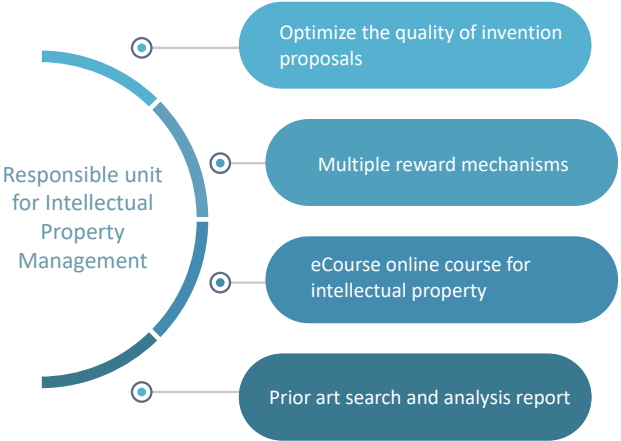 Optimize the quality of invention
proposals
Multiple reward mechanisms
Responsible unit
for Intellectual
Property
Management
eCourse online course for
intellectual property
Prior art search and analysis report